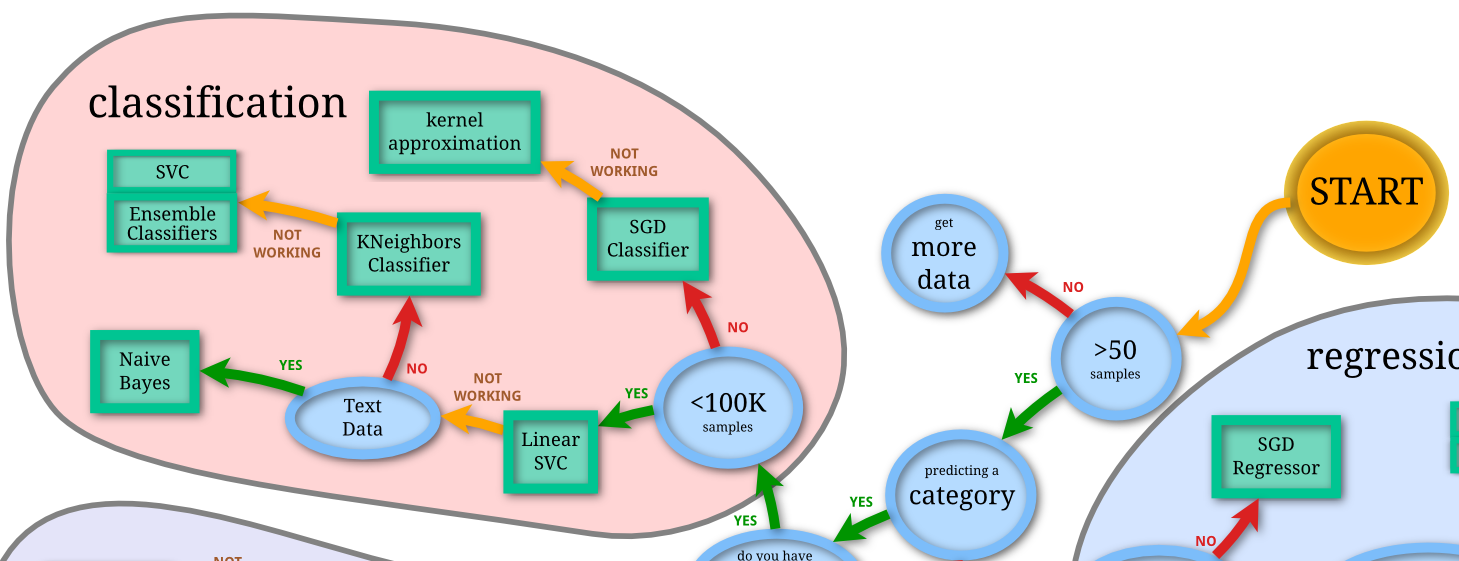 classification
kernel
approximation
NOT
WORKING
SVC
Ensemble
Classifiers
NOT
WORKING
KNeighbors
Classifier
SGD
Classifier
START
get
more
data
NO
NO
>50
samples
regressio
Naive
Bayes
YES
NO
Text
Data
NOT
WORKING
YES
<100K
samples
Linear
SVC
YES
SGD
Regressor
predicting a
category
YES
YES
NO
do you have
NOT